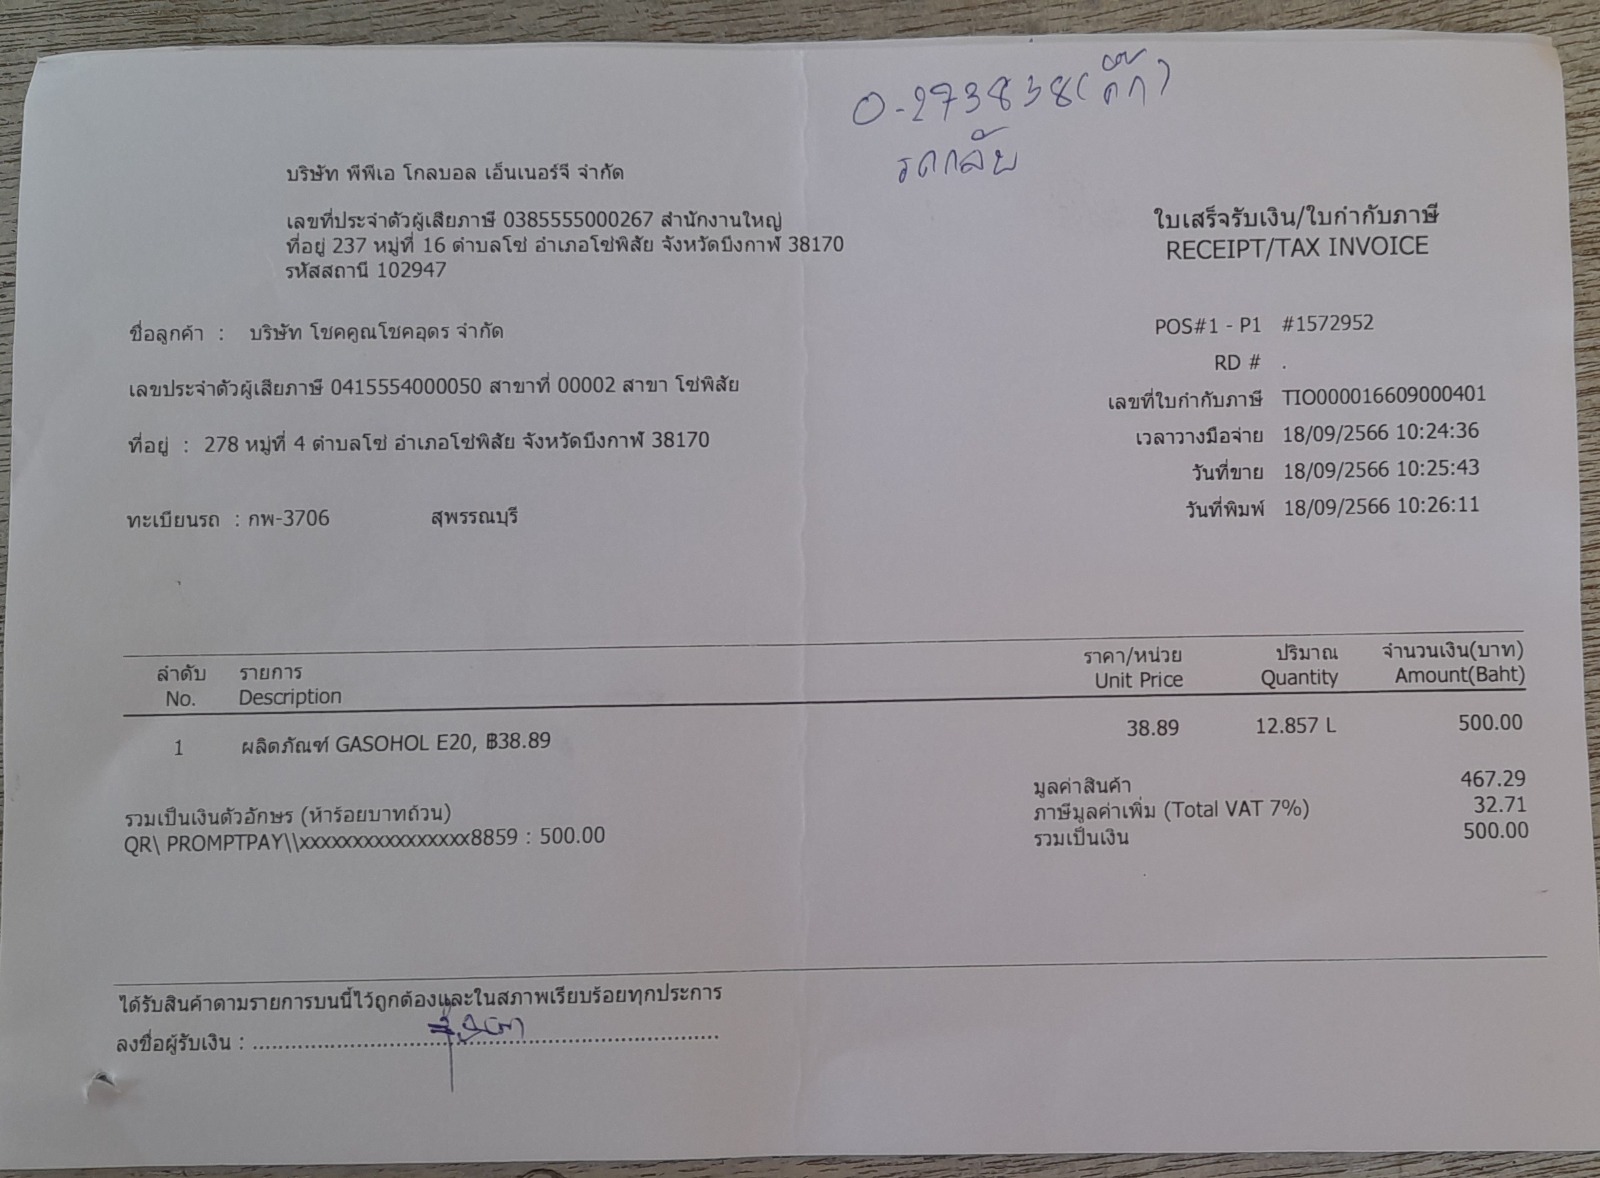 0-273838(กิ๊ก)
รถกลับ
บริษัท พีพีเอ โกลบอล เอ็นเนอร์จี จำกัด
เลขที่ประจำตัวผู้เสียภาษี 0385555000267 สำนักงานใหญ่
ที่อยู่ 237 หมู่ที่ 16 ตำบลโซ่ อำเภอโซ่พิสัย จังหวัดบึงกาฬ 38170
รหัสสถานี 102947
ใบเสร็จรับเงิน/ใบกำกับภาษี
RECEIPT/TAX INVOICE
ชื่อลูกค้า : บริษัท โชคคูณโชคอุดร จำกัด
เลขประจำตัวผู้เสียภาษี 0415554000050 สาขาที่ 00002 สาขา โซ่พิสัย
ที่อยู่ : 278 หมู่ที่ 4 ตำบลโซ่ อำเภอโซ่พิสัย จังหวัดบึงกาฬ 38170
ทะเบียนรถ : กพ-3706 สุพรรณบุรี
POS#1 - P1 #1572952
RD # .
เลขที่ใบกำกับภาษี TIO000016609000401
เวลาวางมือจ่าย 18/09/2566 10:24:36
วันที่ขาย 18/09/2566 10:25:43
วันที่พิมพ์ 18/09/2566 10:26:11
ลำดับ รายการ ราคา/หน่วย ปริมาณ จำนวนเงิน(บาท)
No. Description Unit Price Quantity Amount(Baht)
1 ผลิตภัณฑ์ GASOHOL E20, ฿38.89 38.89 12.857 L 500.00
มูลค่าสินค้า 467.29
ภาษีมูลค่าเพิ่ม (Total VAT 7%) 32.71
รวมเป็นเงิน 500.00
รวมเป็นเงินตัวอักษร (ห้าร้อยบาทถ้วน)
QR\ PROMPTPAY\\xxxxxxxxxxxxxxxx8859 : 500.00
ได้รับสินค้าตามรายการบนนี้ไว้ถูกต้องและในสภาพเรียบร้อยทุกประการ
ลงชื่อผู้รับเงิน :